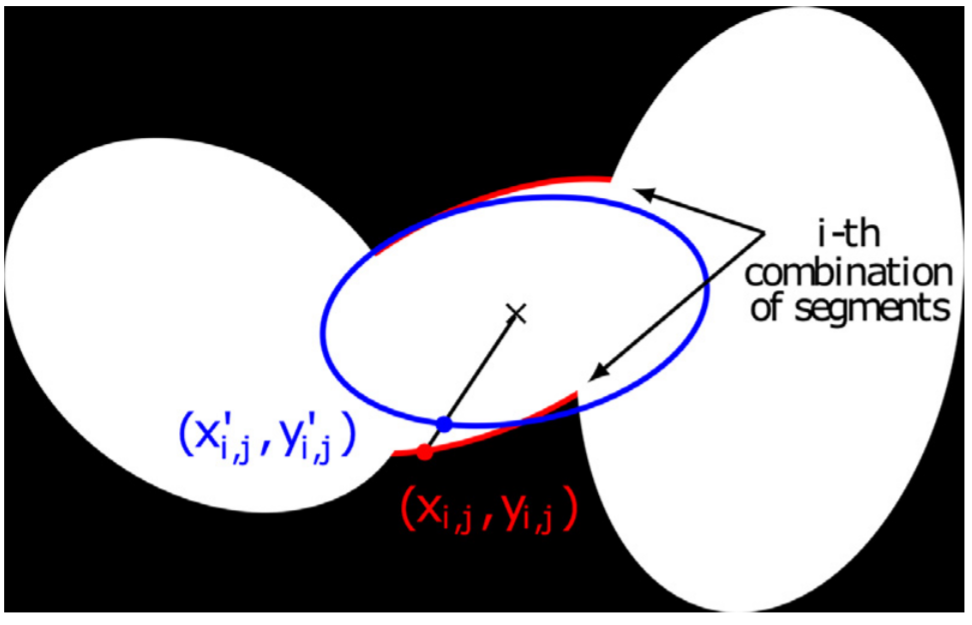 i-th
combination
of segments
(x'i,j, y'i,j)
(xi,j, yi,j)